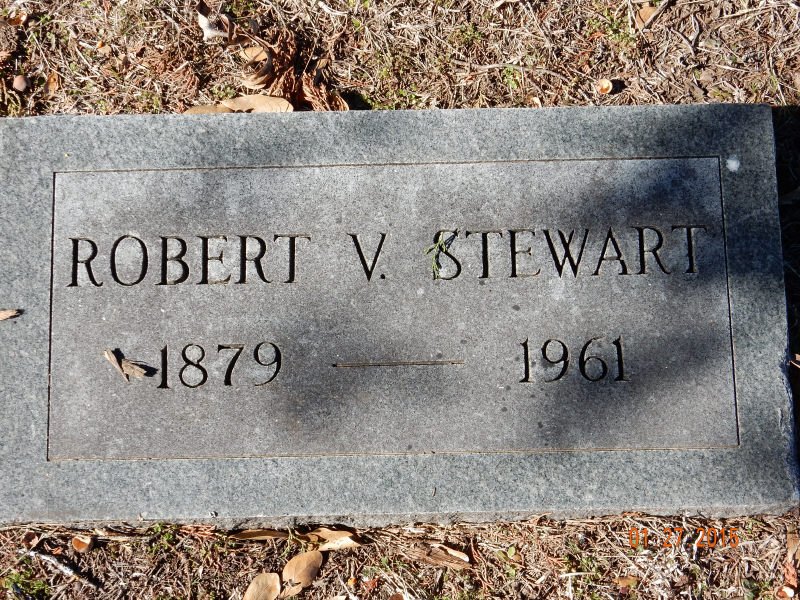 ROBERT V. STEWART
1879 — 1961
01.27.2015